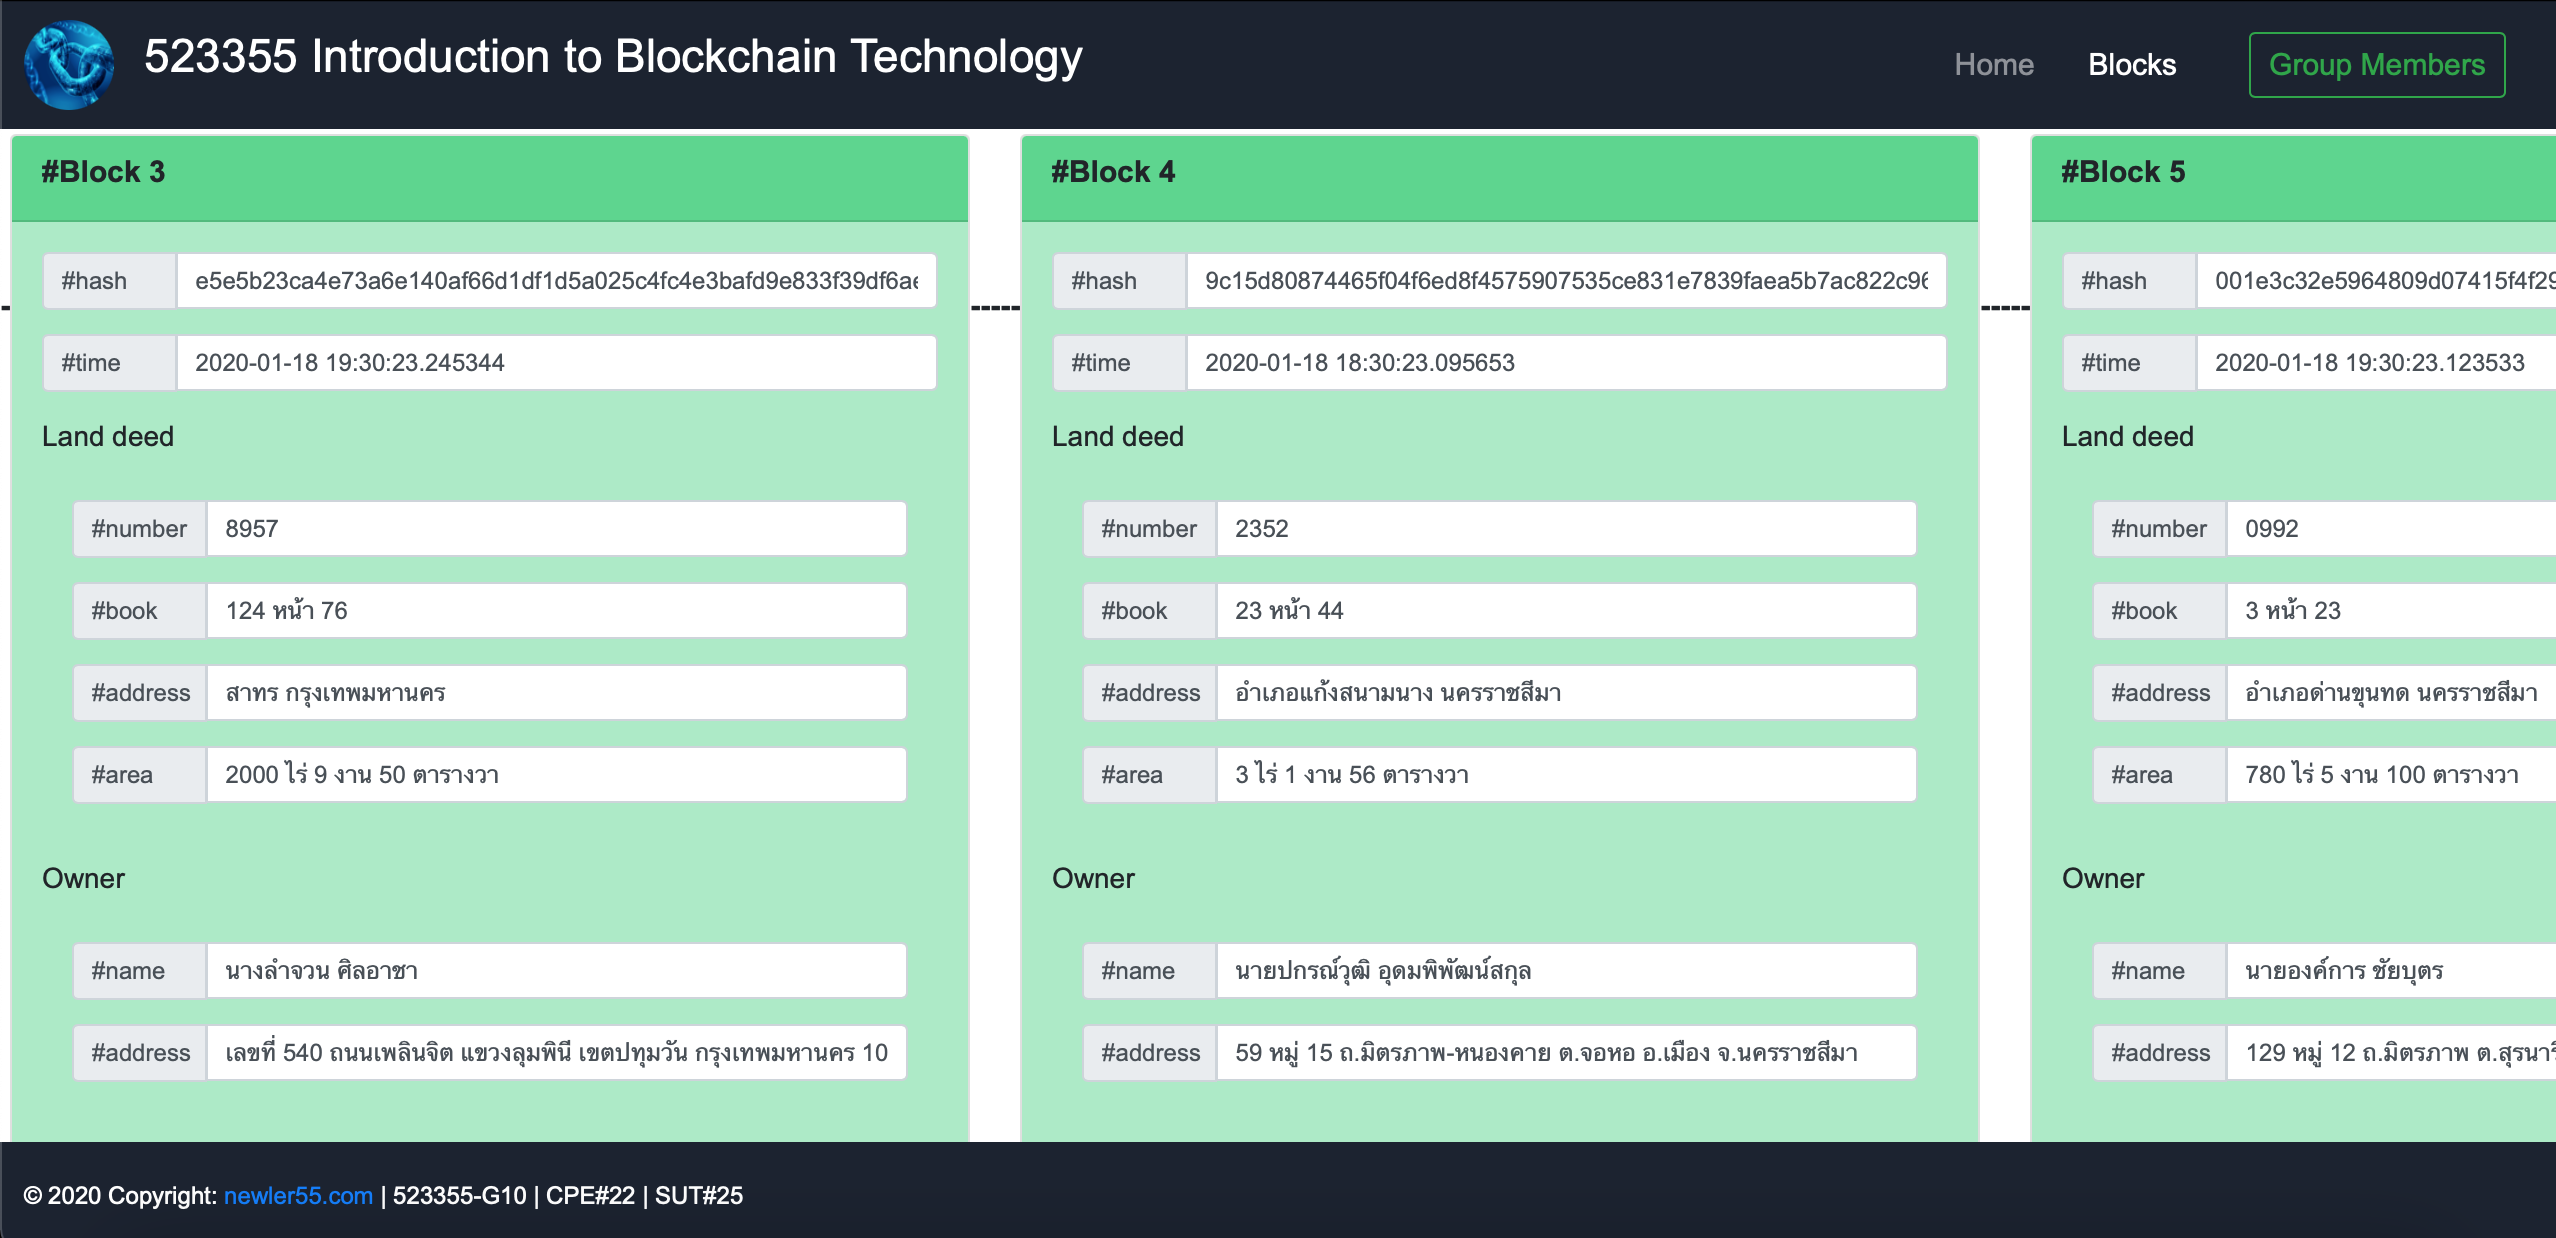 523355 Introduction to Blockchain Technology
Home Blocks Group Members
#Block 3
#hash e5e5b23ca4e73a6e140af66d1df1d5a025c4fc4e3bafd9e833f39df6ae
#time 2020-01-18 19:30:23.245344
Land deed
#number 8957
#book 124 หน้า 76
#address สาทร กรุงเทพมหานคร
#area 2000 ไร่ 9 งาน 50 ตารางวา
Owner
#name นางลำจวน ศิลอาชา
#address เลขที่ 540 ถนนเพลินจิต แขวงลุมพินี เขตปทุมวัน กรุงเทพมหานคร 10
#Block 4
#hash 9c15d80874465f04f6ed8f4575907535ce831e7839faea5b7ac822c96
#time 2020-01-18 18:30:23.095653
Land deed
#number 2352
#book 23 หน้า 44
#address อำเภอแก้งสนามนาง นครราชสีมา
#area 3 ไร่ 1 งาน 56 ตารางวา
Owner
#name นายปกรณ์วุฒิ อุดมพิพัฒน์สกุล
#address 59 หมู่ 15 ถ.มิตรภาพ-หนองคาย ต.จอหอ อ.เมือง จ.นครราชสีมา
#Block 5
#hash 001e3c32e5964809d07415f4f29
#time 2020-01-18 19:30:23.123533
Land deed
#number 0992
#book 3 หน้า 23
#address อำเภอด่านขุนทด นครราชสีมา
#area 780 ไร่ 5 งาน 100 ตารางวา
Owner
#name นายองค์การ ชัยบุตร
#address 129 หมู่ 12 ถ.มิตรภาพ ต.สุรนารี
© 2020 Copyright: newler55.com | 523355-G10 | CPE#22 | SUT#25